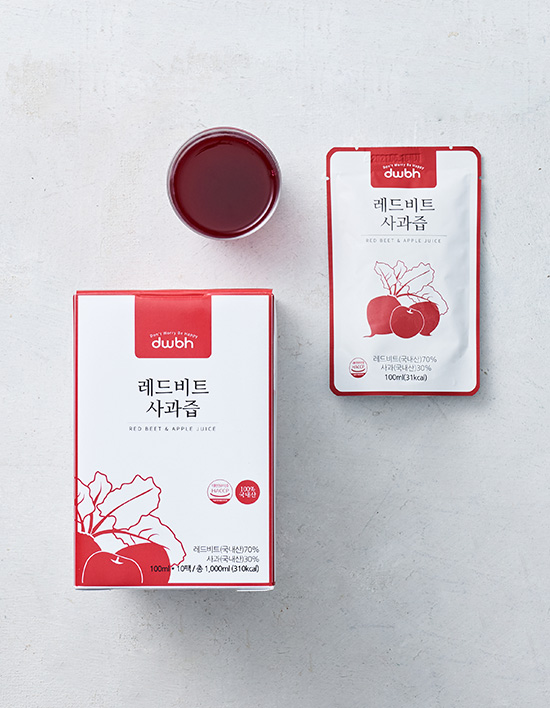 Don't Worry Be Happy
dwbh
레드비트
사과즙
RED BEET & APPLE JUICE
레드비트(국내산)70%
사과(국내산)30%
100ml(31kcal)
HACCP
Don't Worry Be Happy
dwbh
레드비트
사과즙
RED BEET & APPLE JUICE
HACCP
100%
국내산
레드비트(국내산)70%
사과(국내산)30%
100ml • 10팩 / 총 1,000ml (310kcal)